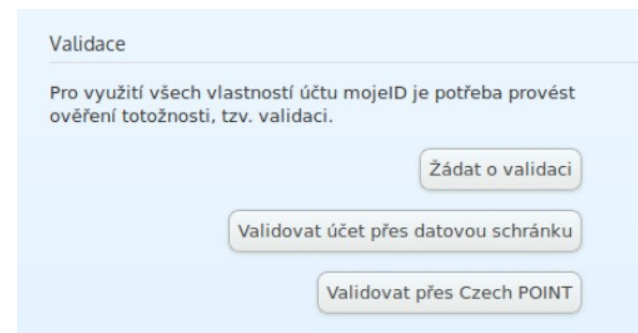 Validace
Pro využití všech vlastností účtu mojeID je potřeba provést
ověření totožnosti, tzv. validaci.
Žádat o validaci
Validovat účet přes datovou schránku
Validovat přes Czech POINT